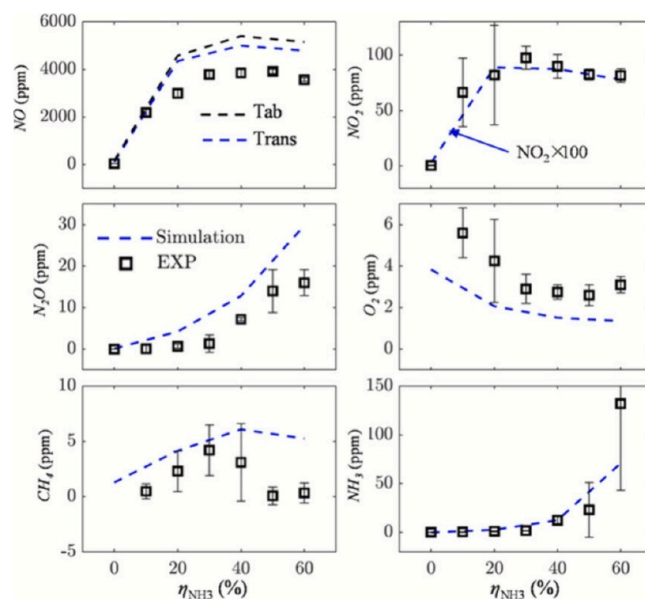 6000
4000
2000
0
NO (ppm)
Tab
Trans
100
50
0
NO₂ (ppm)
NO₂×100
30
20
10
0
N₂O (ppm)
Simulation
EXP
6
4
2
0
O₂ (ppm)
10
5
0
-5
CH₄ (ppm)
0 20 40 60
η_NH3 (%)
150
100
50
0
NH₃ (ppm)
0 20 40 60
η_NH3 (%)